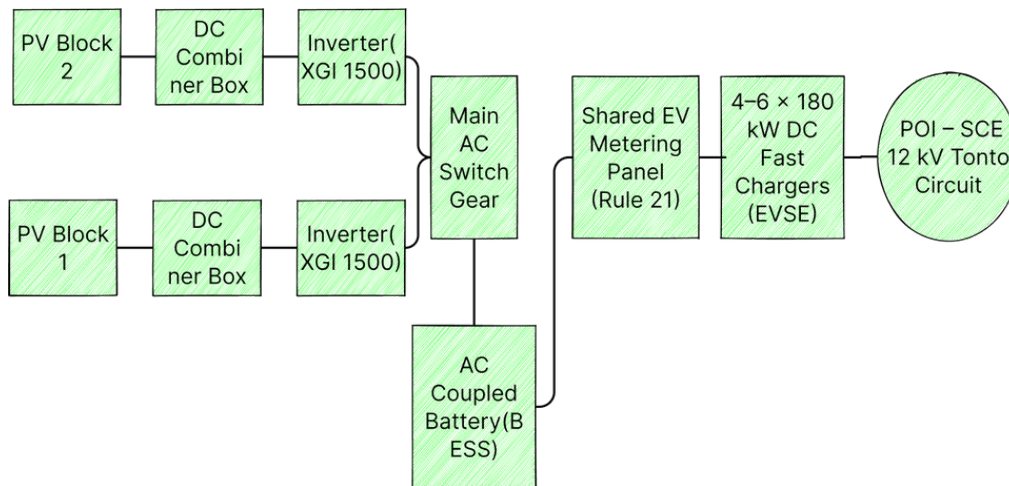 PV Block
2
DC
Combi
ner Box
Inverter(
XGI 1500)
Main
AC
Switch
Gear
Shared EV
Metering
Panel
(Rule 21)
4–6 × 180
kW DC
Fast
Chargers
(EVSE)
POI – SCE
12 kV Tonto
Circuit
PV Block
1
DC
Combi
ner Box
Inverter(
XGI 1500)
AC
Coupled
Battery(B
ESS)